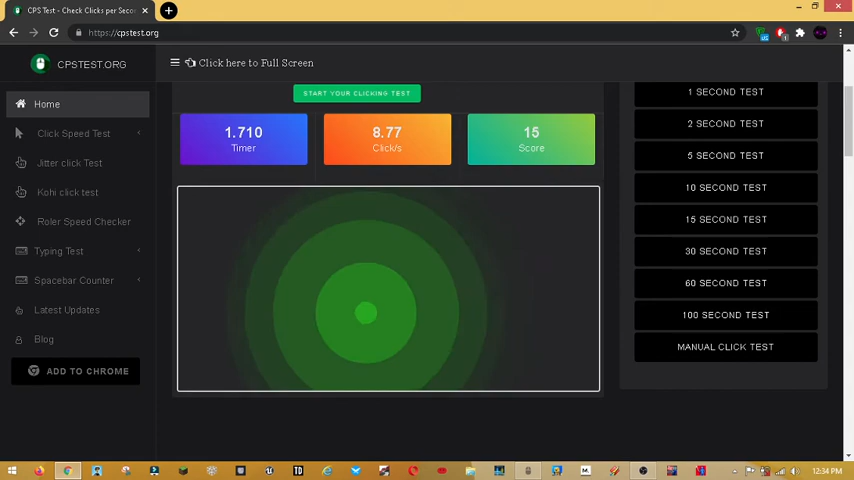 CPS Test - Check Clicks per Secon
https://cpstest.org
CPSTEST.ORG
Click here to Full Screen
Home
Click Speed Test
Jitter click Test
Kohi click test
Roler Speed Checker
Typing Test
Spacebar Counter
Latest Updates
Blog
ADD TO CHROME
START YOUR CLICKING TEST
1.710
Timer
8.77
Click/s
15
Score
1 SECOND TEST
2 SECOND TEST
5 SECOND TEST
10 SECOND TEST
15 SECOND TEST
30 SECOND TEST
60 SECOND TEST
100 SECOND TEST
MANUAL CLICK TEST
TD
M.
12:34 PM